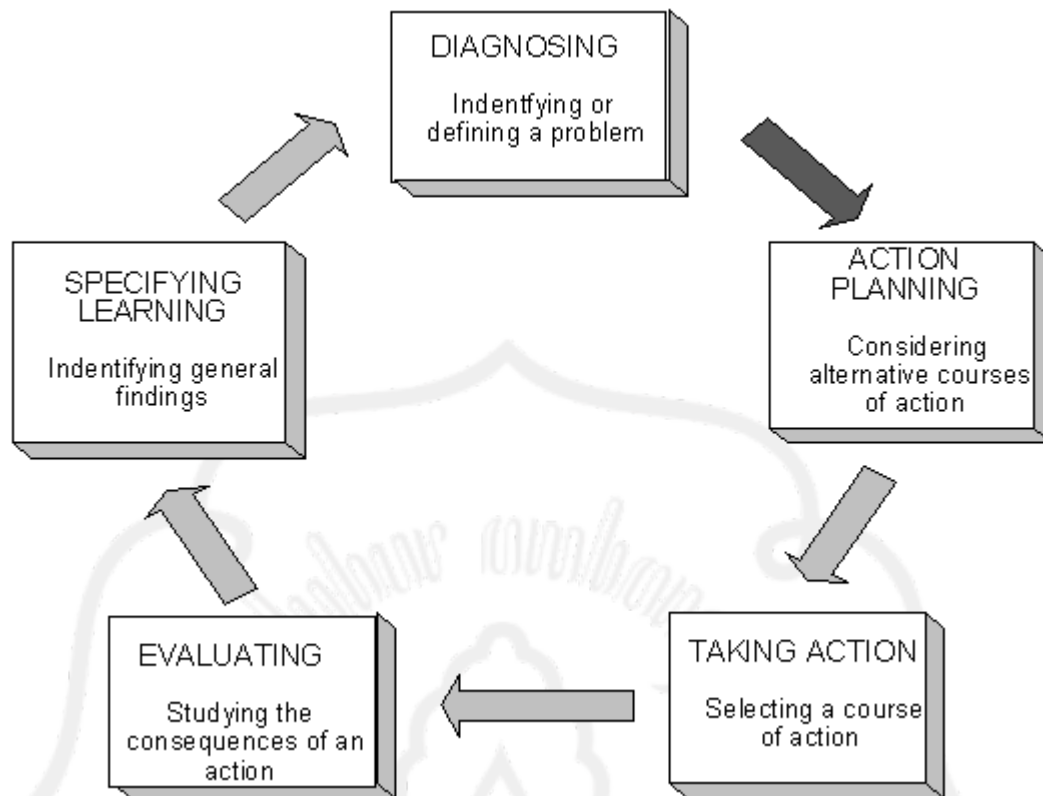 DIAGNOSING
Indentfying or
defining a problem
ACTION
PLANNING
Considering
alternative courses
of action
TAKING ACTION
Selecting a course
of action
EVALUATING
Studying the
consequences of an
action
SPECIFYING
LEARNING
Indentifying general
findings